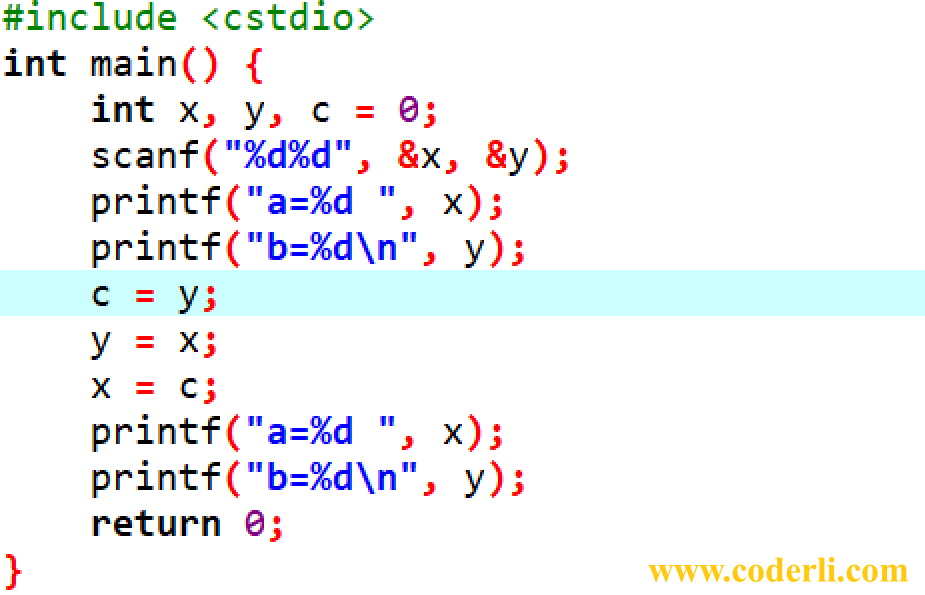 #include <cstdio>
int main() {
    int x, y, c = 0;
    scanf("%d%d", &x, &y);
    printf("a=%d ", x);
    printf("b=%d\n", y);
    c = y;
    y = x;
    x = c;
    printf("a=%d ", x);
    printf("b=%d\n", y);
    return 0;
}
www.coderli.com